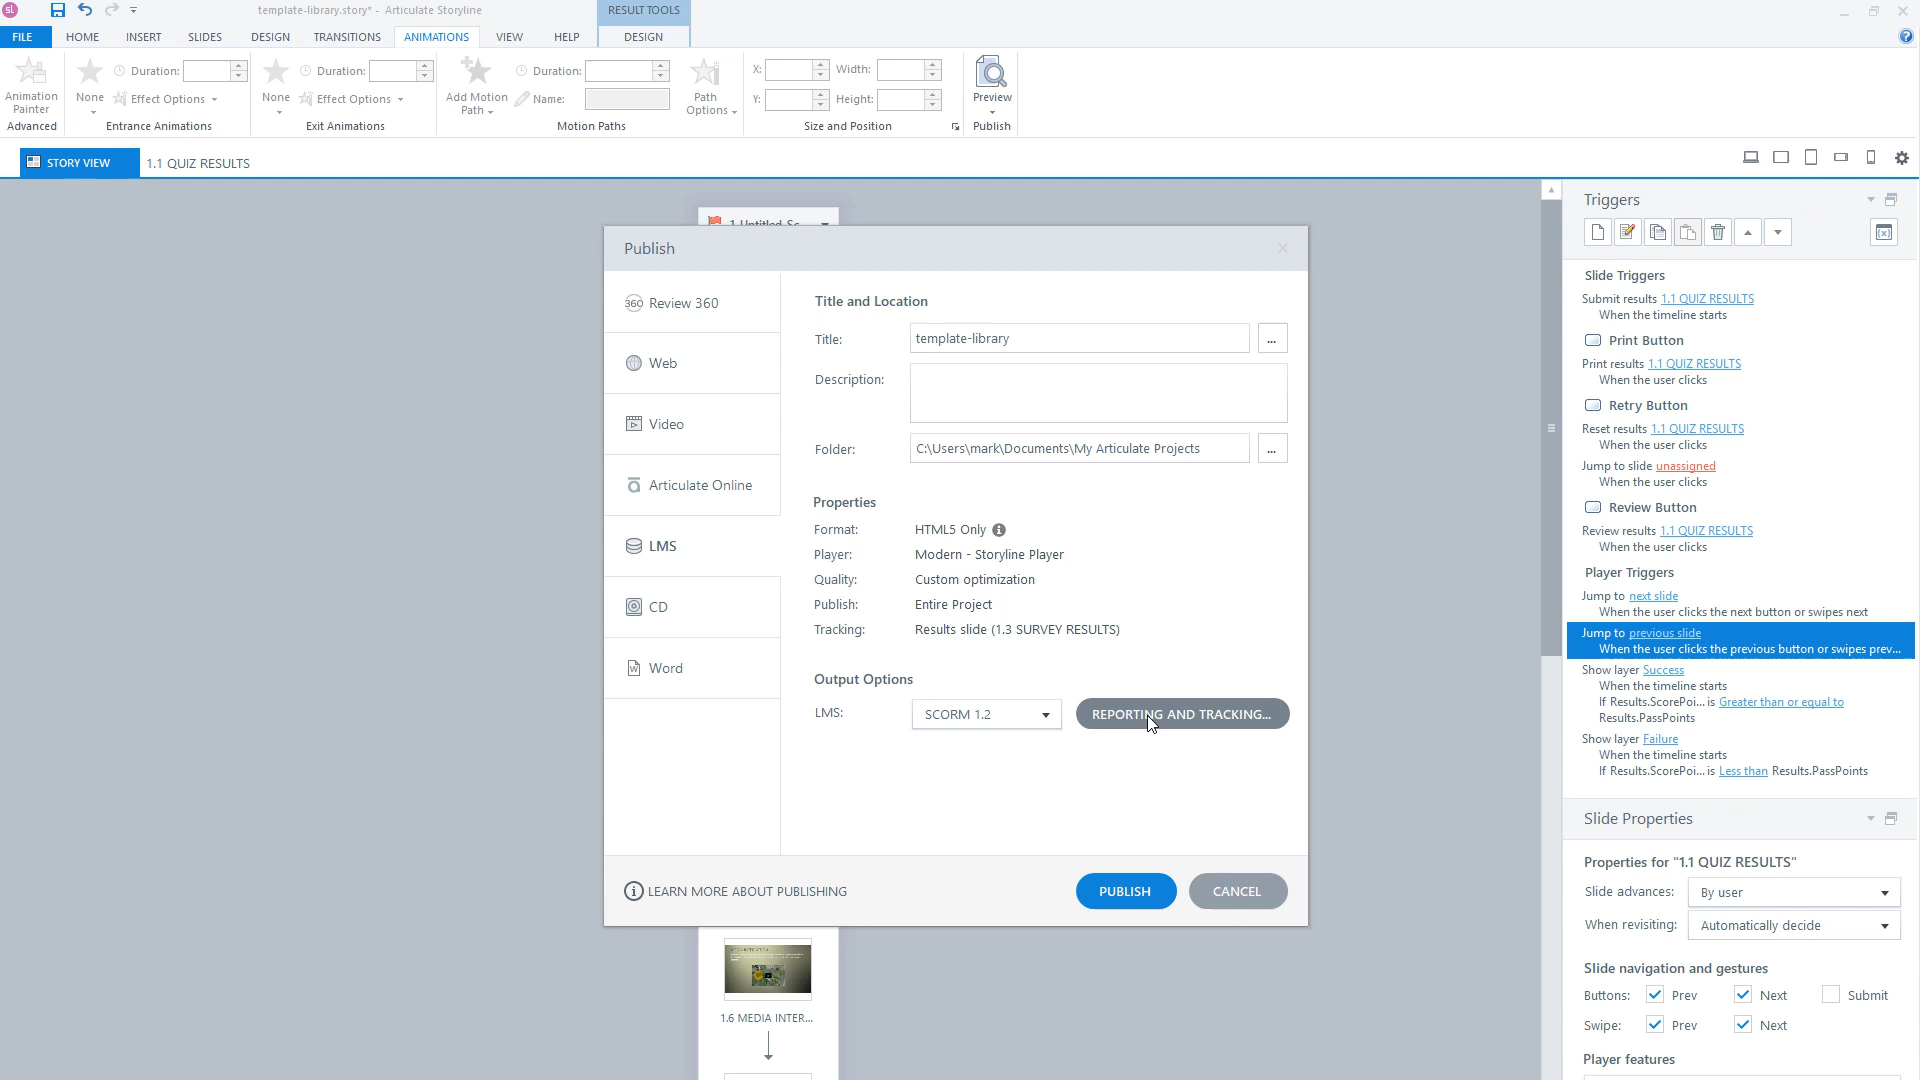 sl
template-library.story* - Articulate Storyline
RESULT TOOLS
FILE
HOME
INSERT
SLIDES
DESIGN
TRANSITIONS
ANIMATIONS
VIEW
HELP
DESIGN
?
Animation
Painter
None
Duration:
Effect Options
None
Duration:
Effect Options
Add Motion
Path
Duration:
Name:
Path
Options
X:
Width:
Y:
Height:
Preview
Advanced
Entrance Animations
Exit Animations
Motion Paths
Size and Position
Publish
STORY VIEW
1.1 QUIZ RESULTS
1 Untitled Sc...
Publish
360 Review 360
Web
Video
Articulate Online
LMS
CD
Word
Title and Location
Title:
template-library
...
Description:
Folder:
C:\Users\mark\Documents\My Articulate Projects
...
Properties
Format:
HTML5 Only
Player:
Modern - Storyline Player
Quality:
Custom optimization
Publish:
Entire Project
Tracking:
Results slide (1.3 SURVEY RESULTS)
Output Options
LMS:
SCORM 1.2
REPORTING AND TRACKING...
LEARN MORE ABOUT PUBLISHING
PUBLISH
CANCEL
1.6 MEDIA INTER...
Triggers
Slide Triggers
Submit results 1.1 QUIZ RESULTS
When the timeline starts
Print Button
Print results 1.1 QUIZ RESULTS
When the user clicks
Retry Button
Reset results 1.1 QUIZ RESULTS
When the user clicks
Jump to slide unassigned
When the user clicks
Review Button
Review results 1.1 QUIZ RESULTS
When the user clicks
Player Triggers
Jump to next slide
When the user clicks the next button or swipes next
Jump to previous slide
When the user clicks the previous button or swipes prev...
Show layer Success
When the timeline starts
If Results.ScorePoi... is Greater than or equal to
Results.PassPoints
Show layer Failure
When the timeline starts
If Results.ScorePoi... is Less than Results.PassPoints
Slide Properties
Properties for "1.1 QUIZ RESULTS"
Slide advances:
By user
When revisiting:
Automatically decide
Slide navigation and gestures
Buttons:
Prev
Next
Submit
Swipe:
Prev
Next
Player features